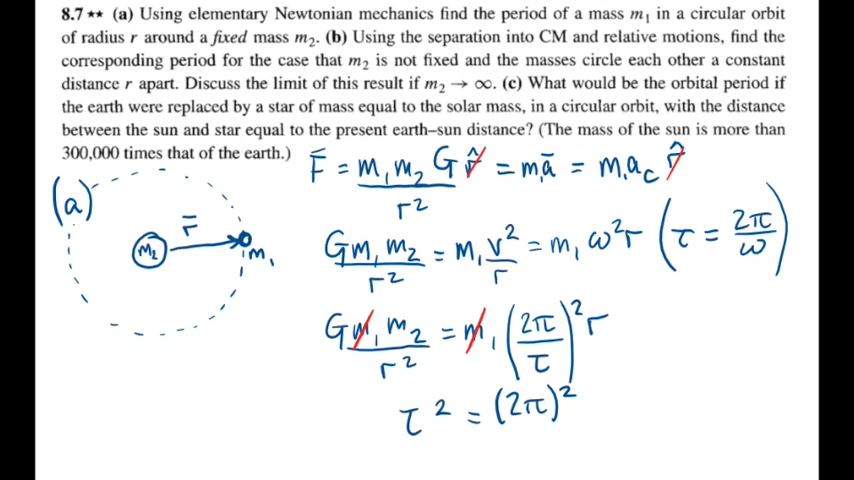 8.7 ★★ (a) Using elementary Newtonian mechanics find the period of a mass m₁ in a circular orbit
of radius r around a fixed mass m₂. (b) Using the separation into CM and relative motions, find the
corresponding period for the case that m₂ is not fixed and the masses circle each other a constant
distance r apart. Discuss the limit of this result if m₂ → ∞. (c) What would be the orbital period if
the earth were replaced by a star of mass equal to the solar mass, in a circular orbit, with the distance
between the sun and star equal to the present earth–sun distance? (The mass of the sun is more than
300,000 times that of the earth.)
F̄ = m₁m₂/r² G r̂ = m₁ā = m₁a_c r̂
(a)
M₂ r̄ m₁
Gm₁m₂/r² = m₁ v²/r = m₁ω²r (τ = 2π/ω)
Gm₁m₂/r² = m₁ (2π/τ)² r
τ² = (2π)²